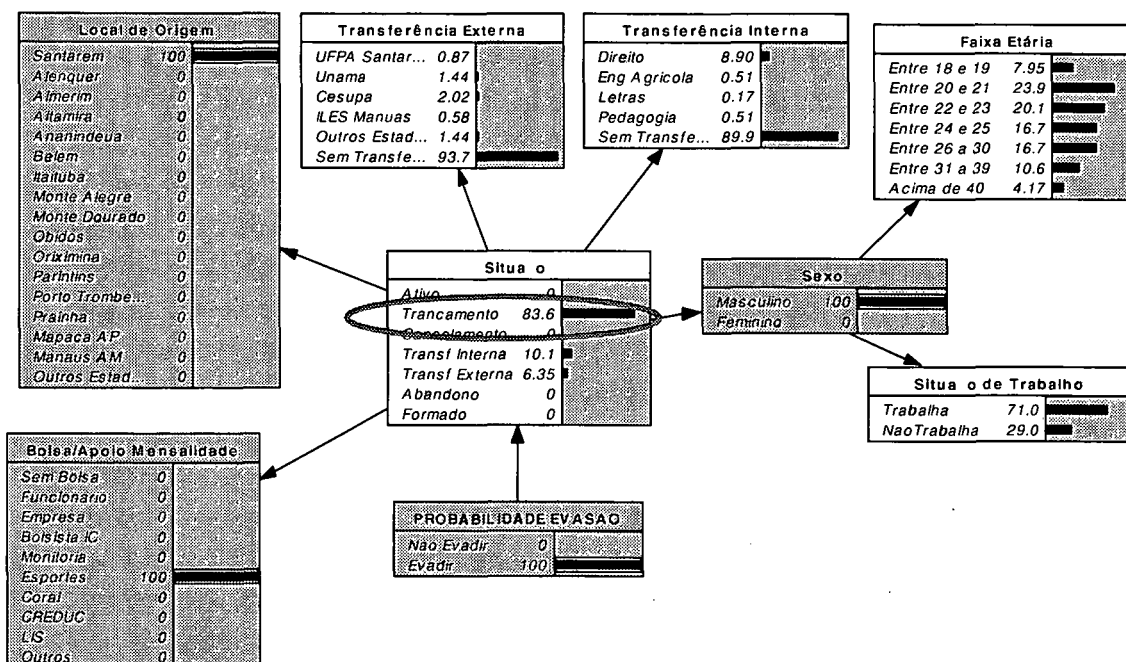 Local de Origem
Santarem 100
Alenquer 0
Almerim 0
Altamira 0
Ananindeua 0
Belem 0
Itaituba 0
Monte Alegre 0
Monte Dourado 0
Obidos 0
Oriximina 0
Parintins 0
Porto Trombe... 0
Prainha 0
Mapaca AP 0
Manaus AM 0
Outros Estad... 0
Transferência Externa
UFPA Santar... 0.87
Unama 1.44
Cesupa 2.02
ILES Manuas 0.58
Outros Estad... 1.44
Sem Transfe... 93.7
Transferência Interna
Direito 8.90
Eng Agricola 0.51
Letras 0.17
Pedagogia 0.51
Sem Transfe... 89.9
Faixa Etária
Entre 18 e 19 7.95
Entre 20 e 21 23.9
Entre 22 e 23 20.1
Entre 24 e 25 16.7
Entre 26 a 30 16.7
Entre 31 a 39 10.6
Acima de 40 4.17
Situa o
Ativo 0
Trancamento 83.6
Cancelamento 0
Transf Interna 10.1
Transf Externa 6.35
Abandono 0
Formado 0
Sexo
Masculino 100
Feminino 0
Situa o de Trabalho
Trabalha 71.0
NaoTrabalha 29.0
Bolsa/Apoio Mensalidade
Sem Bolsa 0
Funcionario 0
Empresa 0
Bolsista IC 0
Monitoria 0
Esportes 100
Coral 0
CREDUC 0
LIS 0
Outros 0
PROBABILIDADE EVASAO
Nao Evadir 0
Evadir 100